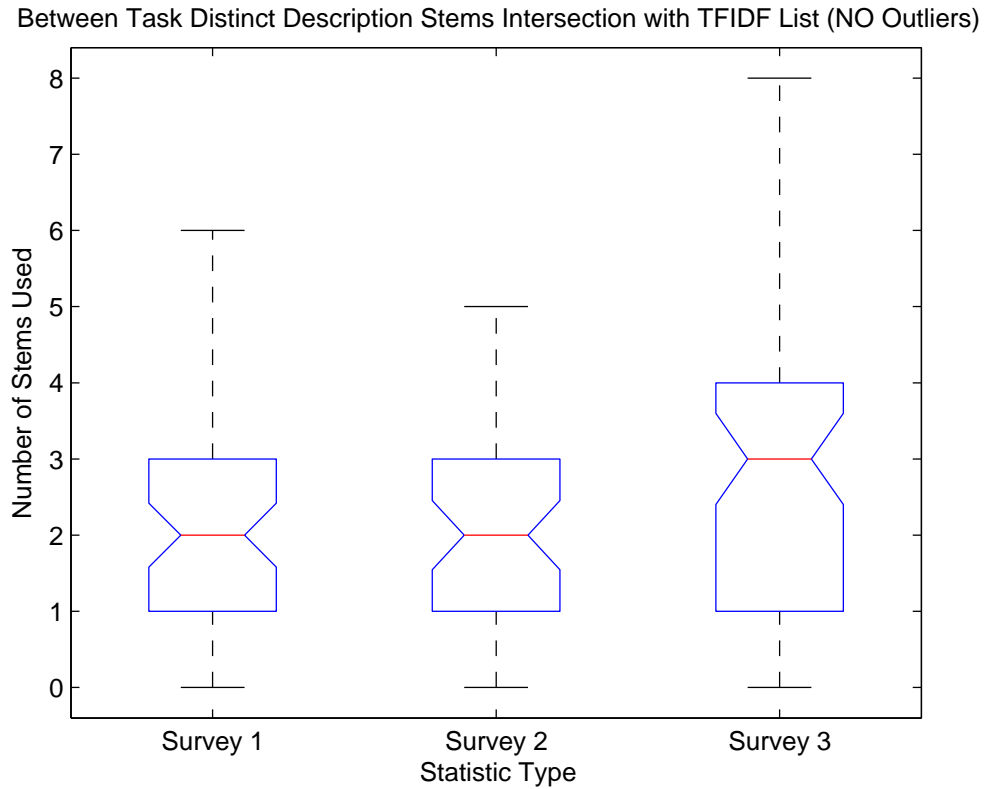 Between Task Distinct Description Stems Intersection with TFIDF List (NO Outliers)
8
7
6
5
4
3
2
1
0
Number of Stems Used
Survey 1
Survey 2
Survey 3
Statistic Type